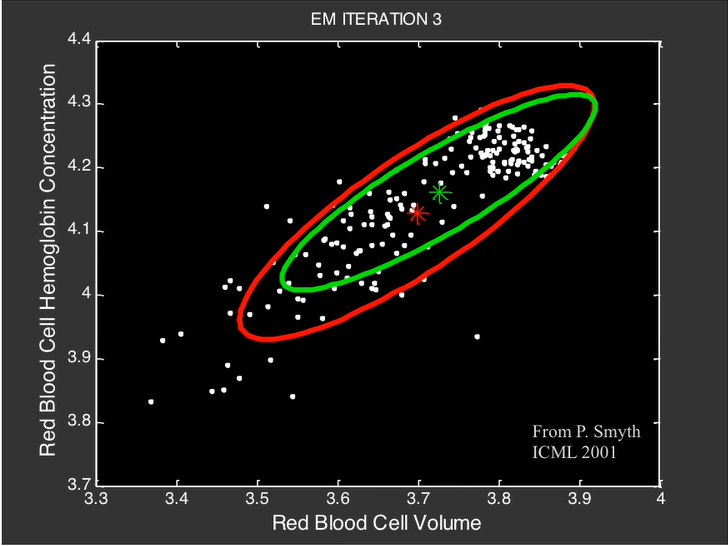 EM ITERATION 3
Red Blood Cell Hemoglobin Concentration
4.4
4.3
4.2
4.1
4
3.9
3.8
3.7
From P. Smyth
ICML 2001
3.3 3.4 3.5 3.6 3.7 3.8 3.9 4
Red Blood Cell Volume